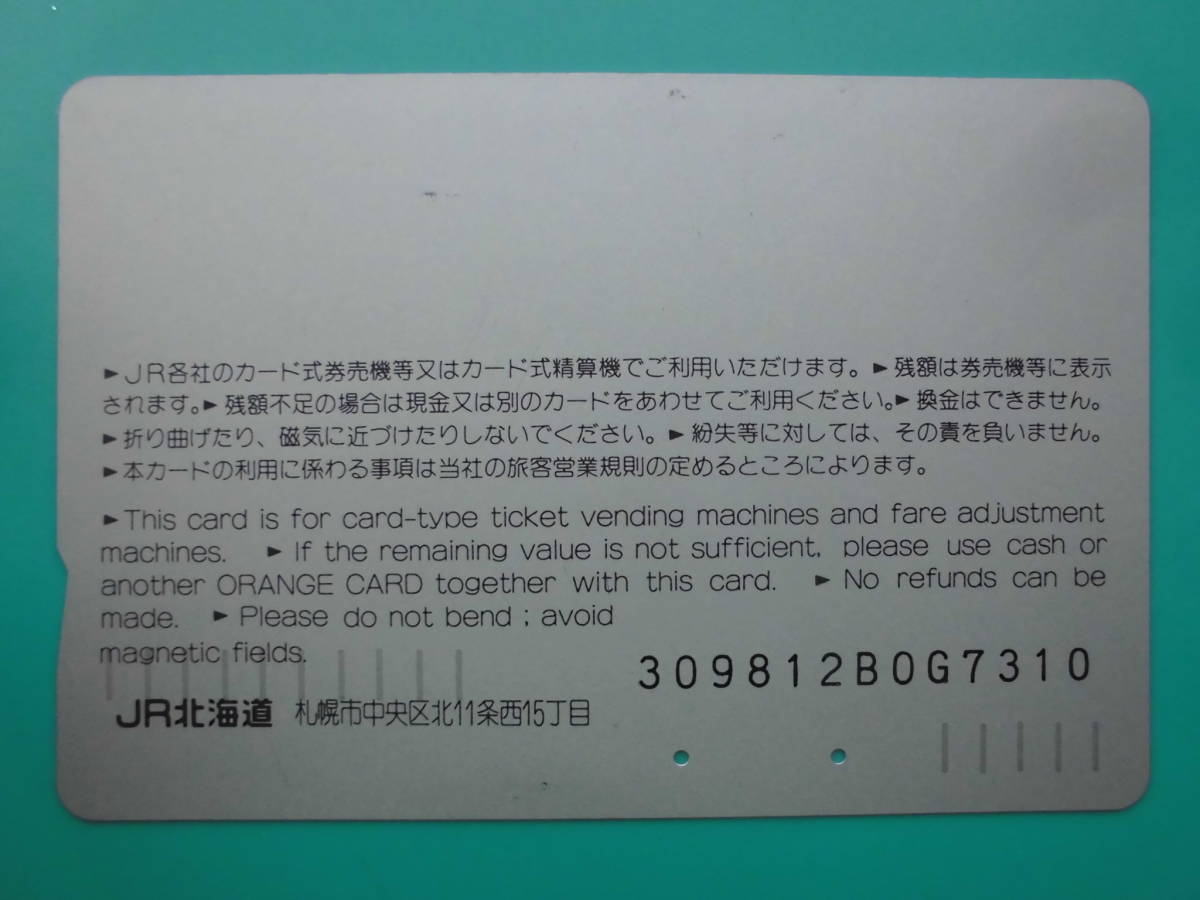 ►JR各社のカード式券売機等又はカード式精算機でご利用いただけます。►残額は券売機等に表示
されます。►残額不足の場合は現金又は別のカードをあわせてご利用ください。►換金はできません。
►折り曲げたり、磁気に近づけたりしないでください。►紛失等に対しては、その責を負いません。
►本カードの利用に係わる事項は当社の旅客営業規則の定めるところによります。
►This card is for card-type ticket vending machines and fare adjustment
machines. ►If the remaining value is not sufficient, please use cash or
another ORANGE CARD together with this card. ►No refunds can be
made. ►Please do not bend ; avoid
magnetic fields.
309812B0G7310
JR北海道 札幌市中央区北11条西15丁目